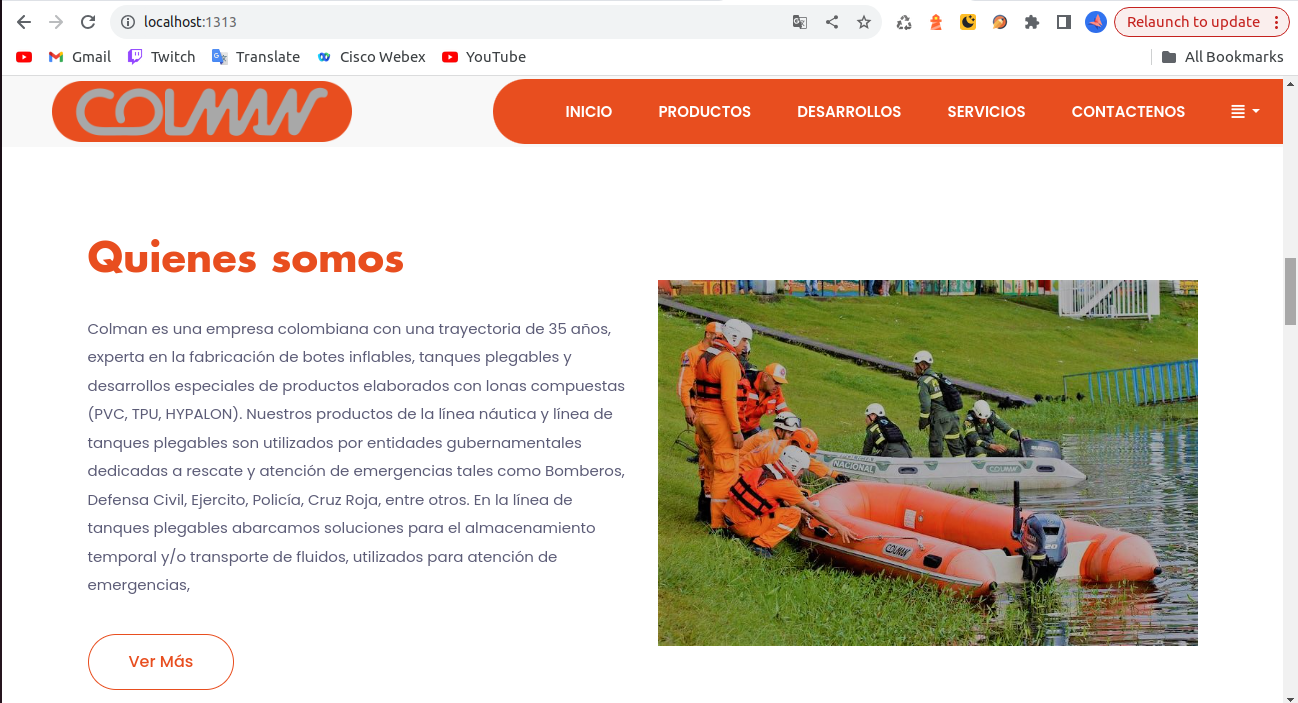 localhost:1313
Relaunch to update
Gmail
Twitch
Translate
Cisco Webex
YouTube
All Bookmarks
COLMAN
INICIO
PRODUCTOS
DESARROLLOS
SERVICIOS
CONTACTENOS
Quienes somos
Colman es una empresa colombiana con una trayectoria de 35 años,
experta en la fabricación de botes inflables, tanques plegables y
desarrollos especiales de productos elaborados con lonas compuestas
(PVC, TPU, HYPALON). Nuestros productos de la línea náutica y línea de
tanques plegables son utilizados por entidades gubernamentales
dedicadas a rescate y atención de emergencias tales como Bomberos,
Defensa Civil, Ejercito, Policía, Cruz Roja, entre otros. En la línea de
tanques plegables abarcamos soluciones para el almacenamiento
temporal y/o transporte de fluidos, utilizados para atención de
emergencias,
Ver Más
NACIONAL
COLMAN
COLMAN